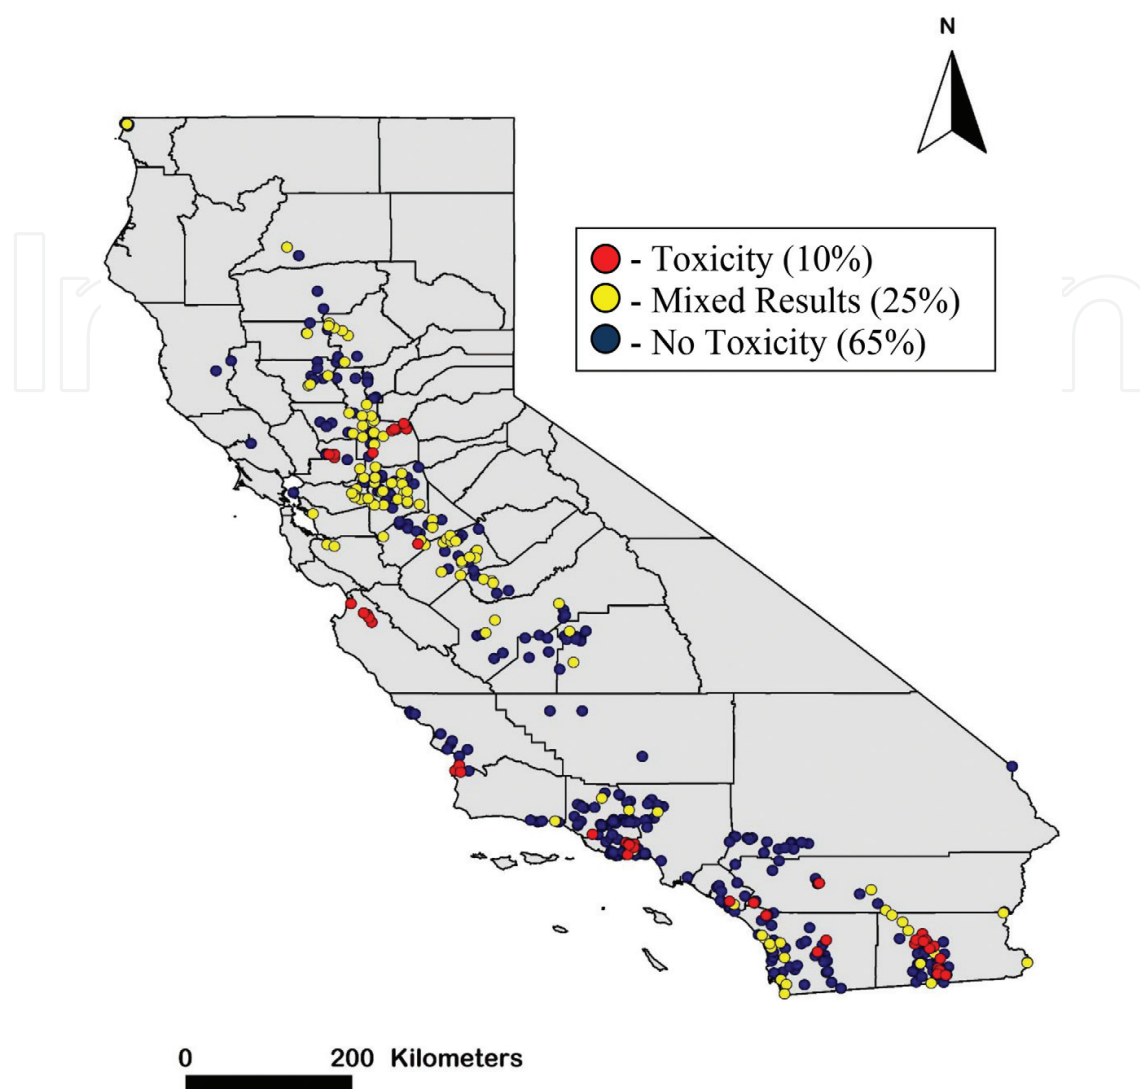 N
- Toxicity (10%)
- Mixed Results (25%)
- No Toxicity (65%)
0 200 Kilometers